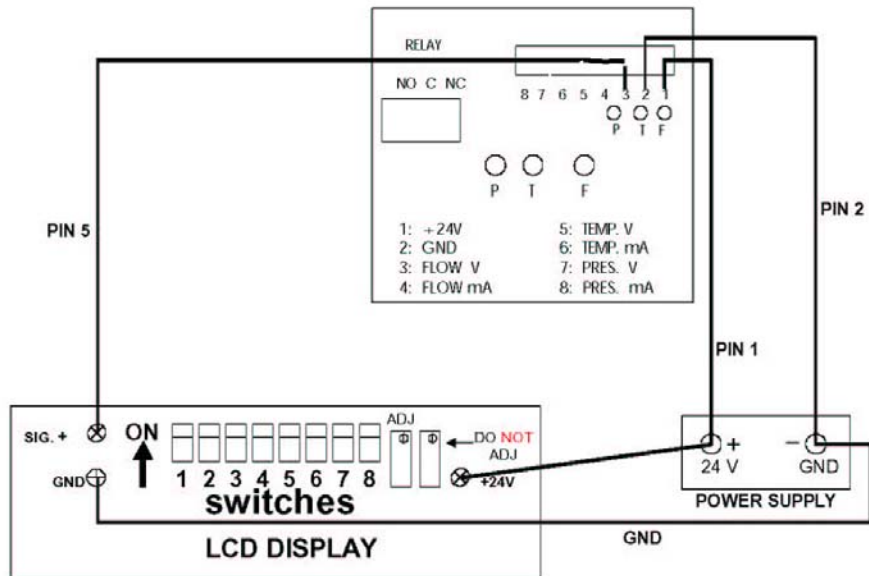 RELAY
NO C NC
8 7 6 5 4 3 2 1
P T F
P T F
1: +24V
2: GND
3: FLOW V
4: FLOW mA
5: TEMP. V
6: TEMP. mA
7: PRES. V
8: PRES. mA
PIN 5
PIN 2
PIN 1
SIG. +
ON
ADJ
DO NOT
ADJ
GND
+24V
1 2 3 4 5 6 7 8
switches
LCD DISPLAY
+ −
24 V GND
POWER SUPPLY
GND